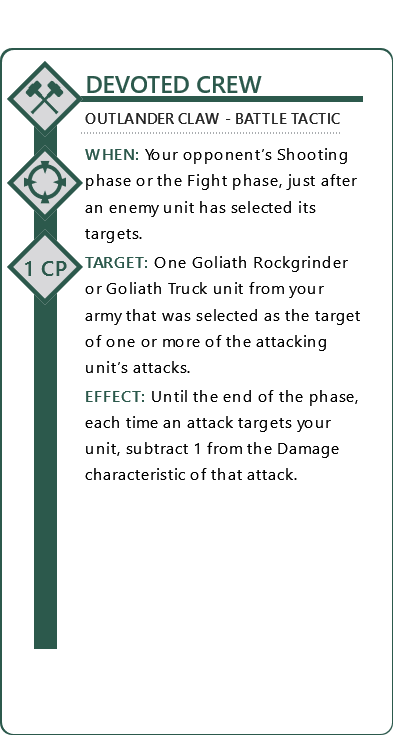 DEVOTED CREW
OUTLANDER CLAW - BATTLE TACTIC
WHEN: Your opponent's Shooting
phase or the Fight phase, just after
an enemy unit has selected its
targets.
1 CP
TARGET: One Goliath Rockgrinder
or Goliath Truck unit from your
army that was selected as the target
of one or more of the attacking
unit's attacks.
EFFECT: Until the end of the phase,
each time an attack targets your
unit, subtract 1 from the Damage
characteristic of that attack.